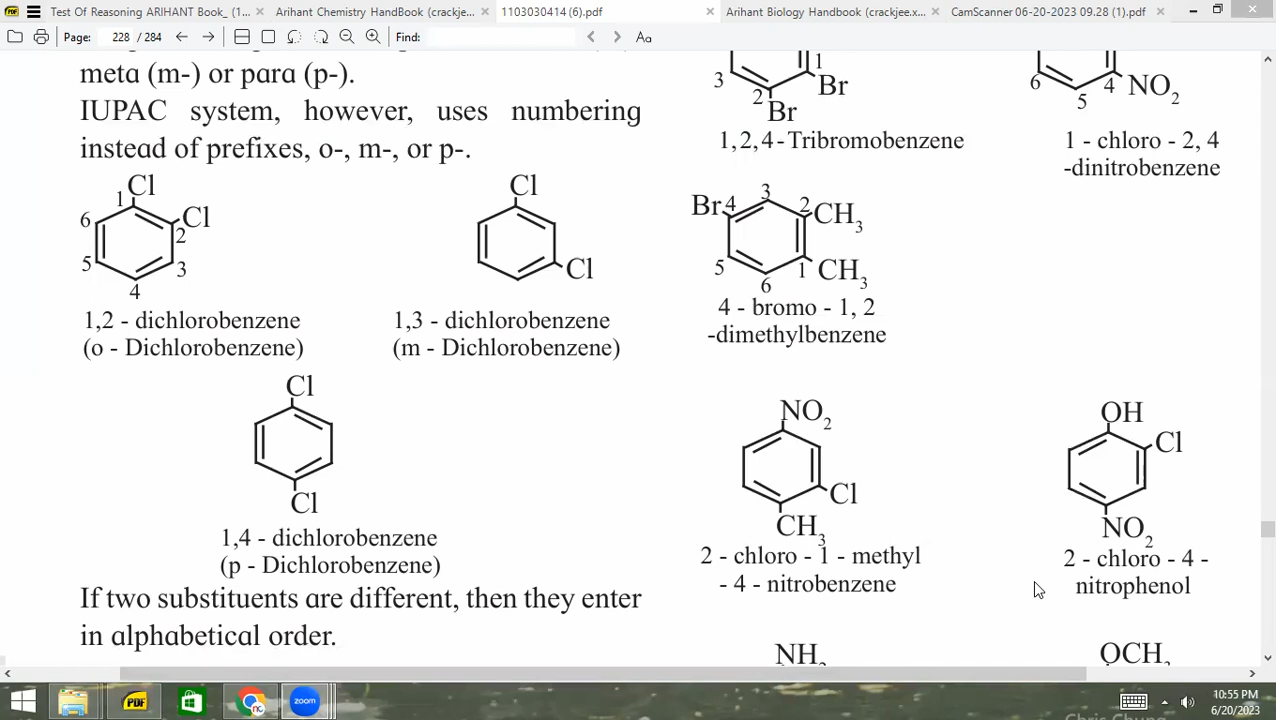 Test Of Reasoning ARIHANT Book_ (1...
Arihant Chemistry HandBook (crackjee...
1103030414 (6).pdf
Arihant Biology Handbook (crackjee.x...
CamScanner 06-20-2023 09.28 (1).pdf
Page: 228 / 284
Find:
Aa
meta (m-) or para (p-).
IUPAC system, however, uses numbering
instead of prefixes, o-, m-, or p-.
Cl
1
6
Cl
2
5
3
4
1,2 - dichlorobenzene
(o - Dichlorobenzene)
Cl
Cl
1,3 - dichlorobenzene
(m - Dichlorobenzene)
Cl
Cl
1,4 - dichlorobenzene
(p - Dichlorobenzene)
If two substituents are different, then they enter
in alphabetical order.
1
3
Br
2
Br
1,2,4-Tribromobenzene
6
4
NO2
5
1 - chloro - 2, 4
-dinitrobenzene
3
Br 4
2 CH3
5
1 CH3
6
4 - bromo - 1, 2
-dimethylbenzene
NO2
Cl
CH3
2 - chloro - 1 - methyl
- 4 - nitrobenzene
OH
Cl
NO2
2 - chloro - 4 -
nitrophenol
NH2
OCH3
PDF
zoom
10:55 PM
6/20/2023